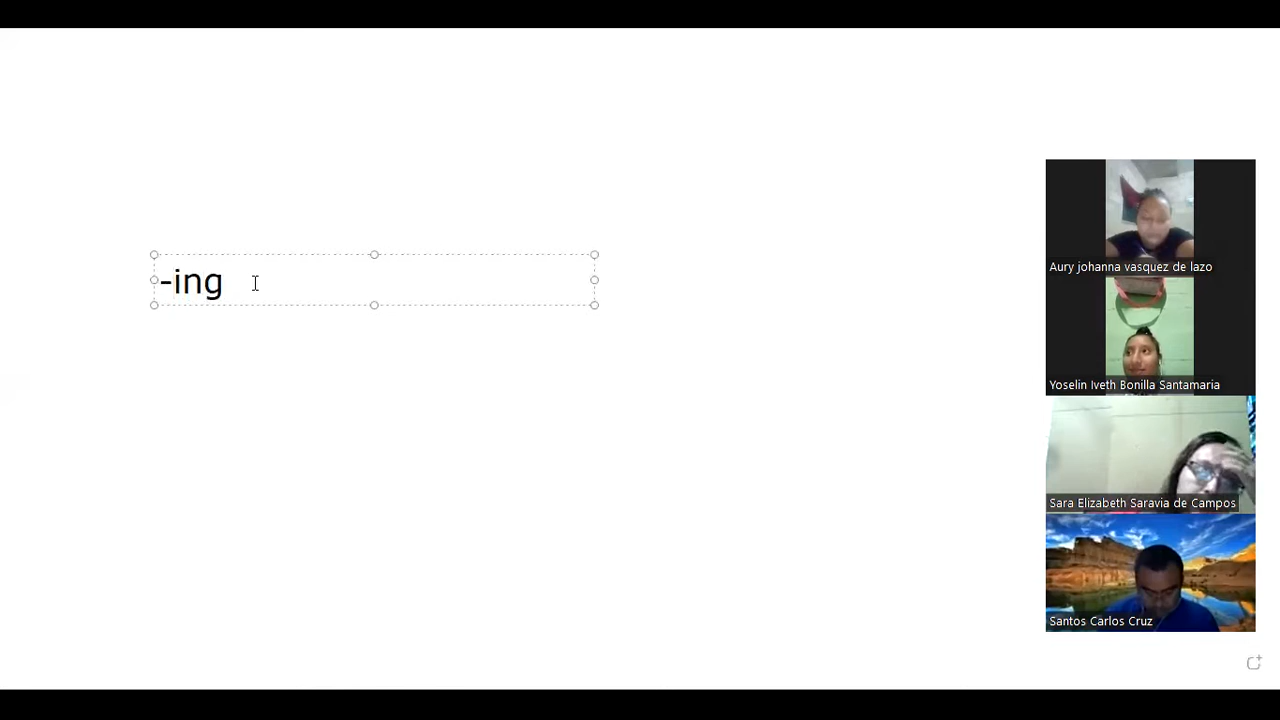 -ing
Aury johanna vasquez de lazo
Yoselin Iveth Bonilla Santamaria
Sara Elizabeth Saravia de Campos
Santos Carlos Cruz